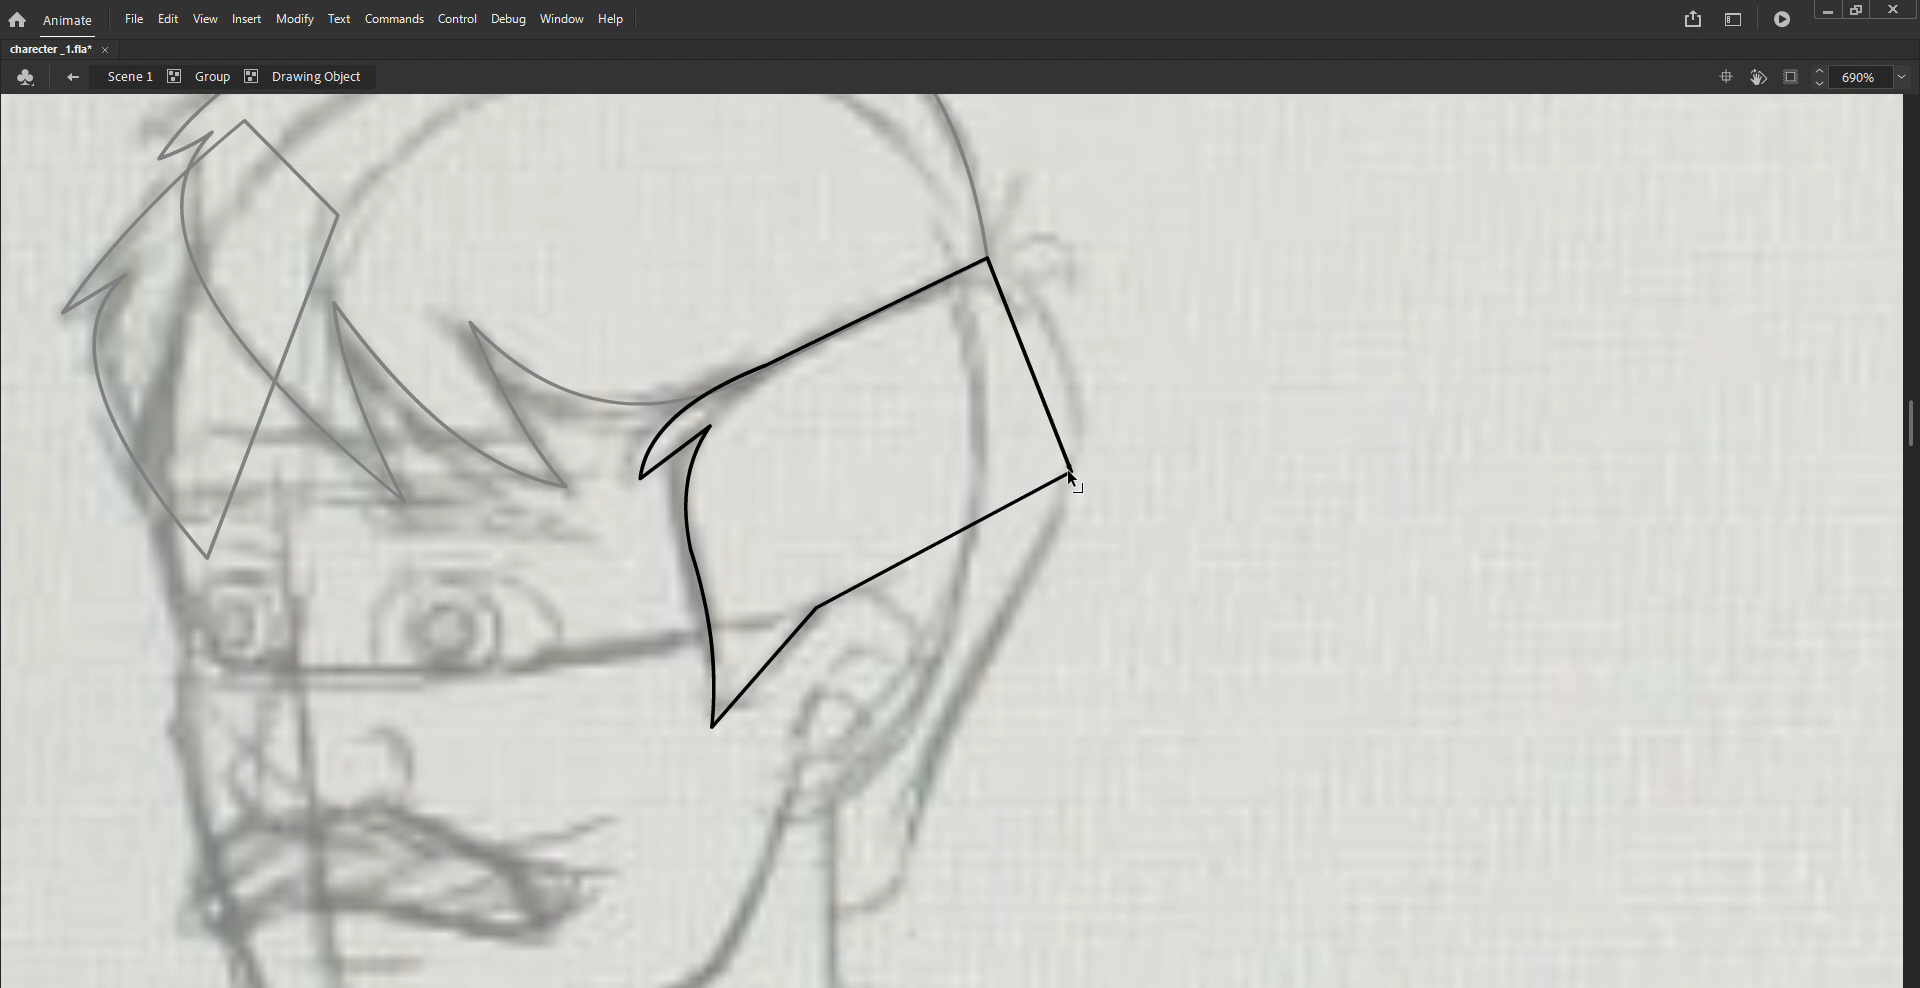 Animate File Edit View Insert Modify Text Commands Control Debug Window Help
charecter _1.fla*
Scene 1 Group Drawing Object 690%